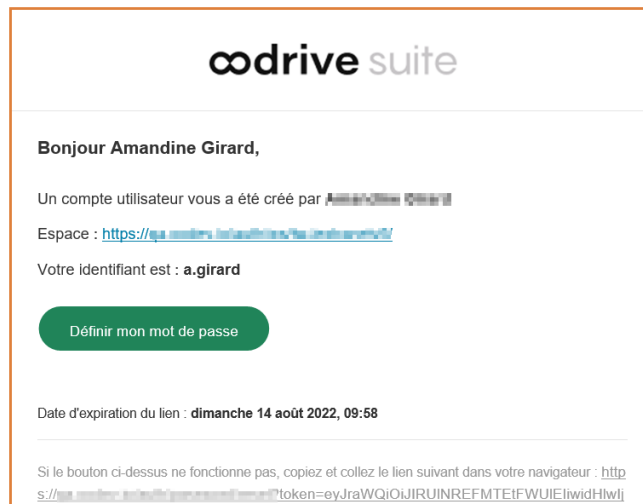 oodrive suite
Bonjour Amandine Girard,
Un compte utilisateur vous a été créé par
Espace : https://
Votre identifiant est : a.girard
Définir mon mot de passe
Date d'expiration du lien : dimanche 14 août 2022, 09:58
Si le bouton ci-dessus ne fonctionne pas, copiez et collez le lien suivant dans votre navigateur : http
s://